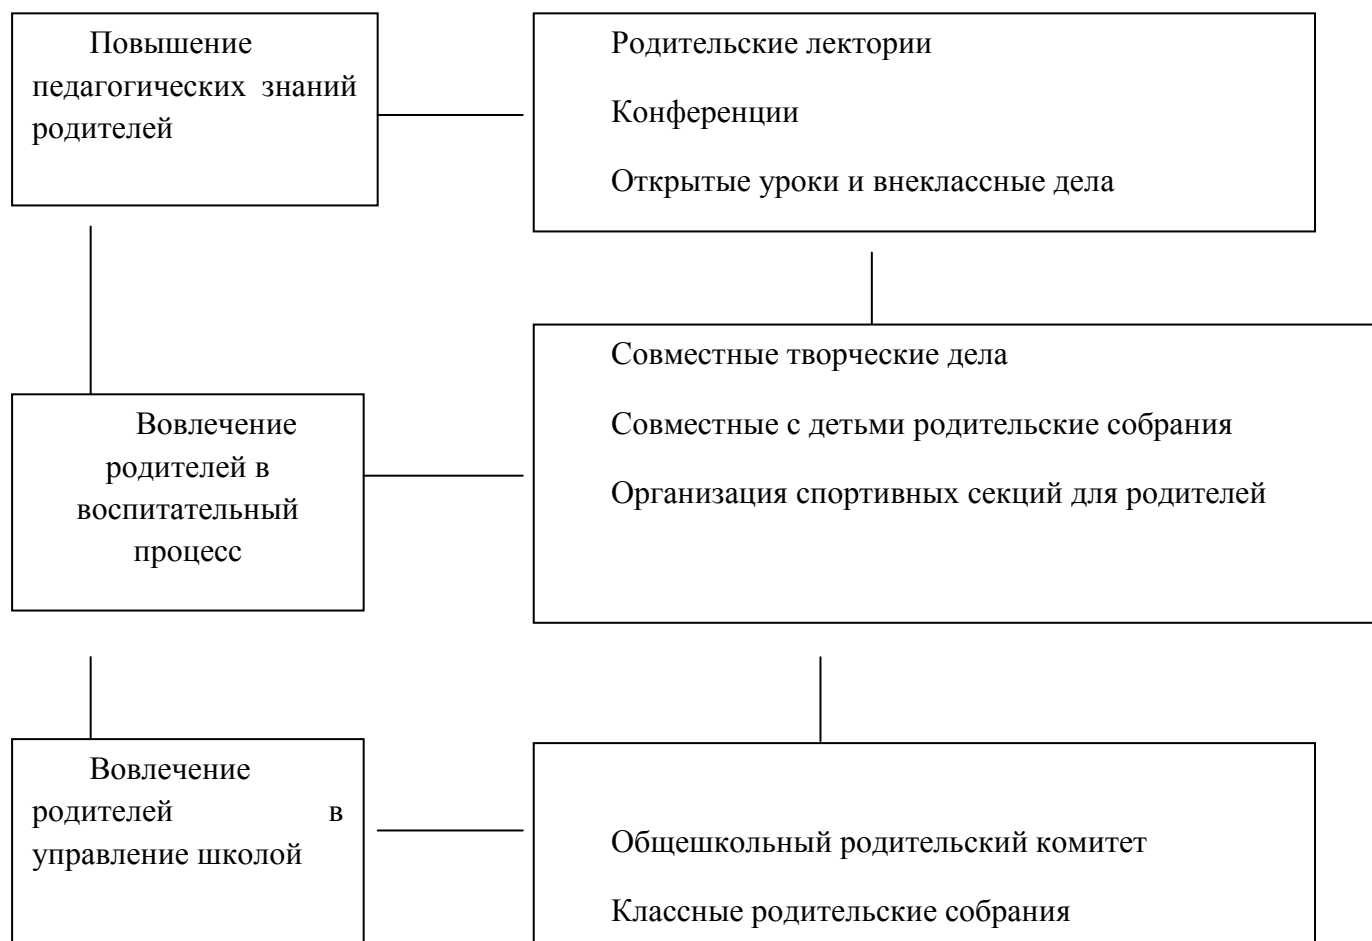 Повышение
педагогических знаний
родителей
Родительские лектории
Конференции
Открытые уроки и внеклассные дела
Вовлечение
родителей в
воспитательный
процесс
Совместные творческие дела
Совместные с детьми родительские собрания
Организация спортивных секций для родителей
Вовлечение
родителей в
управление школой
Общешкольный родительский комитет
Классные родительские собрания